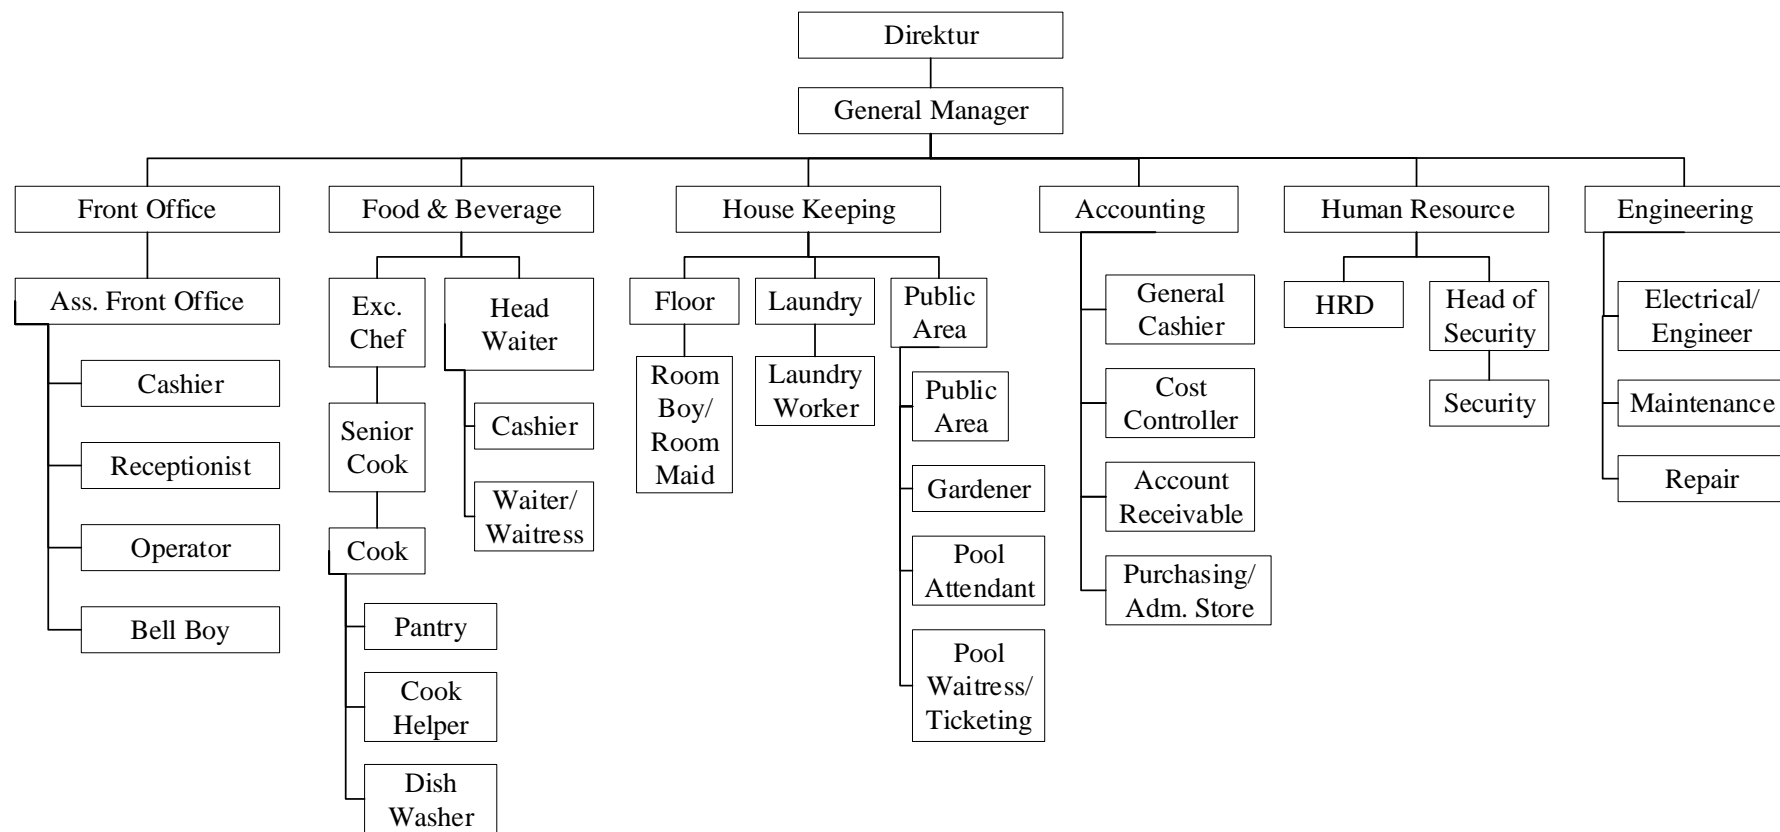 Direktur
General Manager
Front Office
Food & Beverage
House Keeping
Accounting
Human Resource
Engineering
Ass. Front Office
Cashier
Receptionist
Operator
Bell Boy
Exc.
Chef
Senior
Cook
Cook
Pantry
Cook
Helper
Dish
Washer
Head
Waiter
Cashier
Waiter/
Waitress
Floor
Room
Boy/
Room
Maid
Laundry
Laundry
Worker
Public
Area
Public
Area
Gardener
Pool
Attendant
Pool
Waitress/
Ticketing
General
Cashier
Cost
Controller
Account
Receivable
Purchasing/
Adm. Store
HRD
Head of
Security
Security
Electrical/
Engineer
Maintenance
Repair